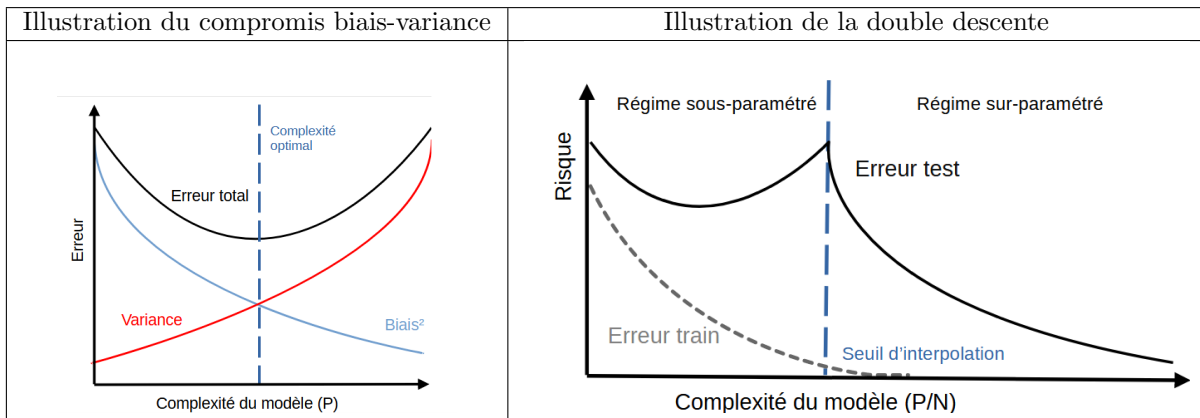 Illustration du compromis biais-variance
Illustration de la double descente
Complexité
optimal)
Erreur total
Erreur
Variance
Biais²
Complexité du modèle (P)
Régime sous-paramétré
Régime sur-paramétré
Risque
Erreur test
Erreur train
Seuil d'interpolation
Complexité du modèle (P/N)